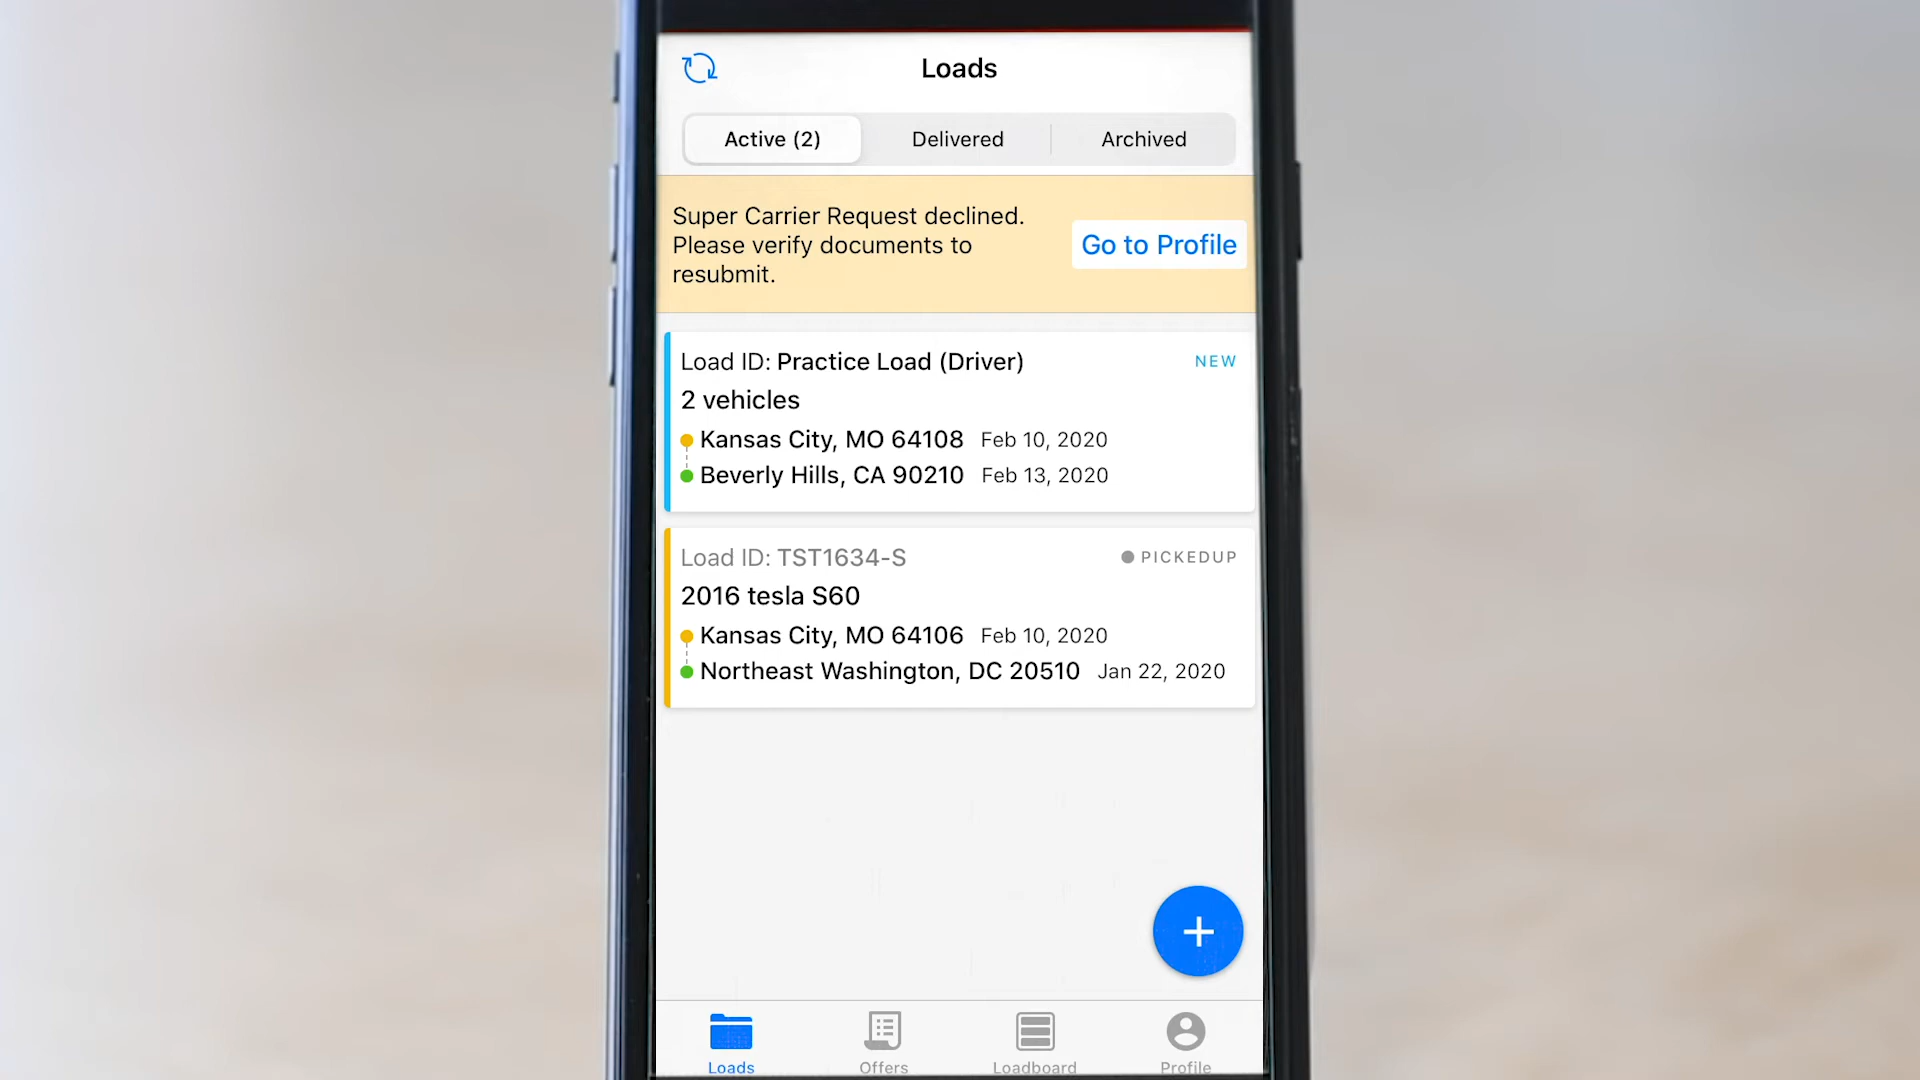 Loads
Active (2)
Delivered
Archived
Super Carrier Request declined.
Please verify documents to
resubmit.
Go to Profile
Load ID: Practice Load (Driver)
NEW
2 vehicles
Kansas City, MO 64108 Feb 10, 2020
Beverly Hills, CA 90210 Feb 13, 2020
Load ID: TST1634-S
PICKEDUP
2016 tesla S60
Kansas City, MO 64106 Feb 10, 2020
Northeast Washington, DC 20510 Jan 22, 2020
Loads
Offers
Loadboard
Profile